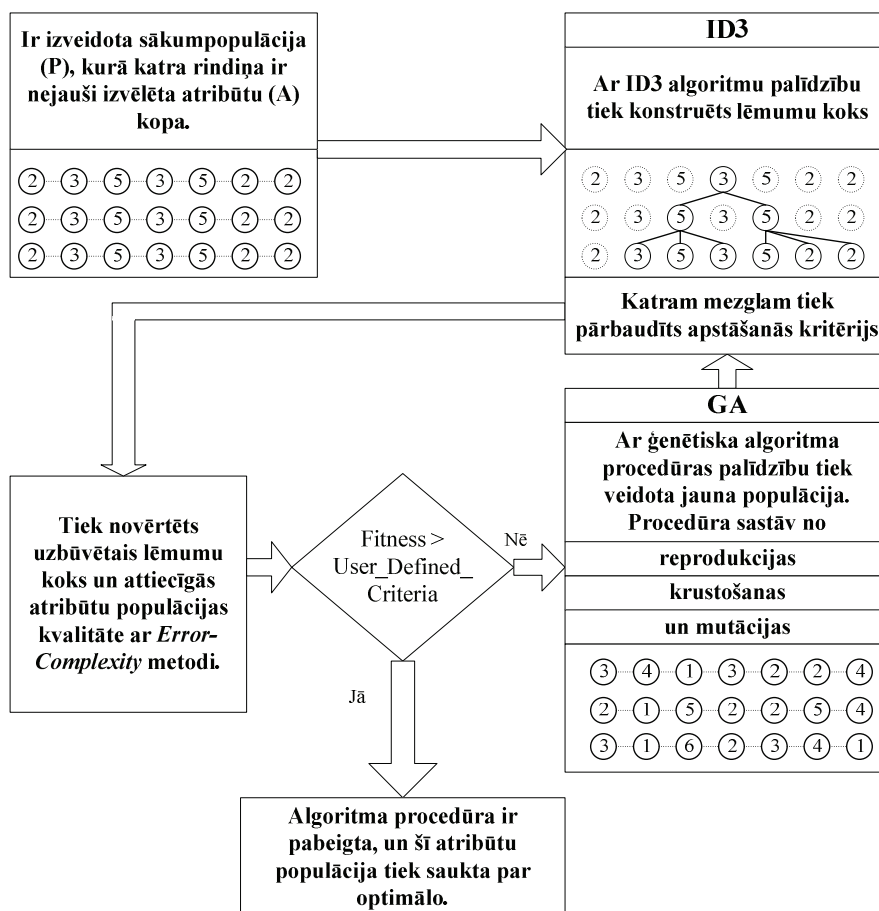 Ir izveidota sākumpopulācija
(P), kurā katra rindiņa ir
nejauši izvēlēta atribūtu (A)
kopa.
2 3 5 3 5 2 2
2 3 5 3 5 2 2
2 3 5 3 5 2 2
ID3
Ar ID3 algoritmu palīdzību
tiek konstruēts lēmumu koks
2 3 5 3 5 2 2
2 3 5 3 5 2 2
2 3 5 3 5 2 2
Katram mezglam tiek
pārbaudīts apstāšanās kritērijs
GA
Ar ģenētiska algoritma
procedūras palīdzību tiek
veidota jauna populācija.
Procedūra sastāv no
reprodukcijas
krustošanas
un mutācijas
3 4 1 3 2 2 4
2 1 5 2 2 5 4
3 1 6 2 3 4 1
Tiek novērtēts
uzbūvētais lēmumu
koks un attiecīgās
atribūtu populācijas
kvalitāte ar Error-
Complexity metodi.
Fitness >
User_Defined_
Criteria
Nē
Jā
Algoritma procedūra ir
pabeigta, un šī atribūtu
populācija tiek saukta par
optimālo.